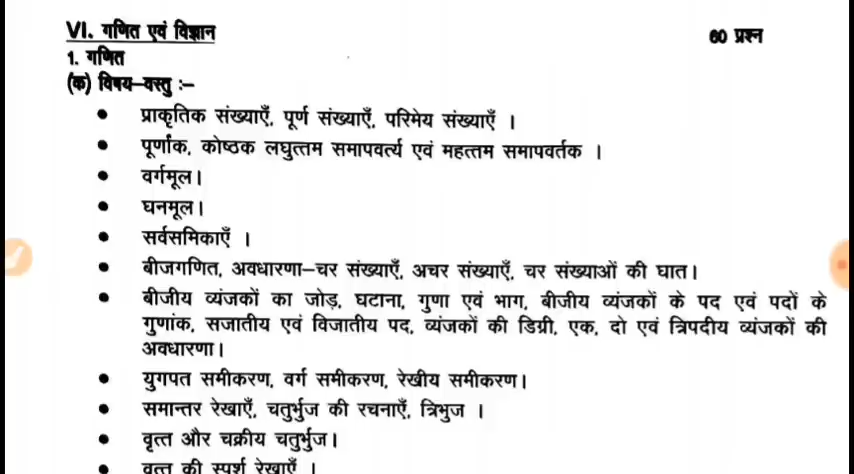 VI. गणित एवं विज्ञान 60 प्रश्न
1. गणित
(क) विषय–वस्तु :–
• प्राकृतिक संख्याएँ, पूर्ण संख्याएँ, परिमेय संख्याएँ ।
• पूर्णांक, कोष्ठक लघुत्तम समापवर्त्य एवं महत्तम समापवर्तक ।
• वर्गमूल।
• घनमूल।
• सर्वसमिकाएँ ।
• बीजगणित, अवधारणा–चर संख्याएँ, अचर संख्याएँ, चर संख्याओं की घात।
• बीजीय व्यंजकों का जोड़, घटाना, गुणा एवं भाग, बीजीय व्यंजकों के पद एवं पदों के
गुणांक, सजातीय एवं विजातीय पद, व्यंजकों की डिग्री, एक, दो एवं त्रिपदीय व्यंजकों की
अवधारणा।
• युगपत समीकरण, वर्ग समीकरण, रेखीय समीकरण।
• समान्तर रेखाएँ, चतुर्भुज की रचनाएँ, त्रिभुज ।
• वृत्त और चक्रीय चतुर्भुज।
• वृत्त की स्पर्श रेखाएँ ।